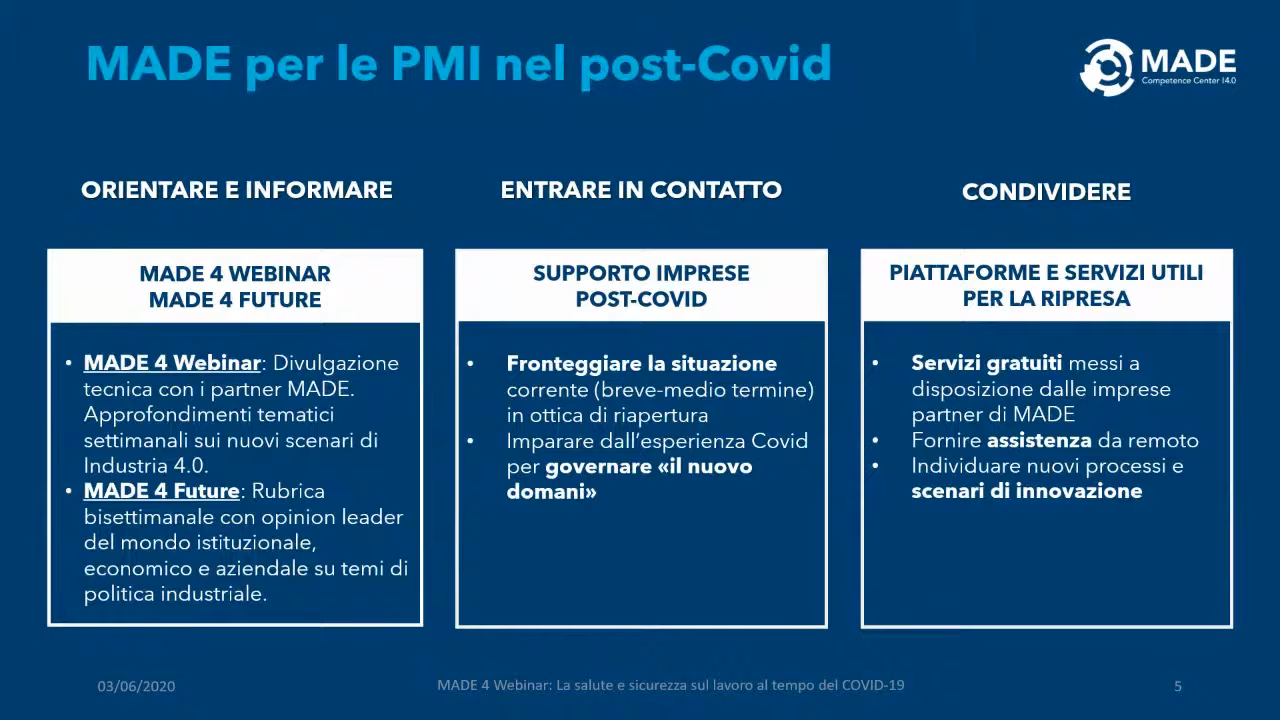 MADE per le PMI nel post-Covid
MADE
Competence Center I4.0
ORIENTARE E INFORMARE
MADE 4 WEBINAR
MADE 4 FUTURE
• MADE 4 Webinar: Divulgazione
tecnica con i partner MADE.
Approfondimenti tematici
settimanali sui nuovi scenari di
Industria 4.0.
• MADE 4 Future: Rubrica
bisettimanale con opinion leader
del mondo istituzionale,
economico e aziendale su temi di
politica industriale.
ENTRARE IN CONTATTO
SUPPORTO IMPRESE
POST-COVID
• Fronteggiare la situazione
corrente (breve-medio termine)
in ottica di riapertura
• Imparare dall'esperienza Covid
per governare «il nuovo
domani»
CONDIVIDERE
PIATTAFORME E SERVIZI UTILI
PER LA RIPRESA
• Servizi gratuiti messi a
disposizione dalle imprese
partner di MADE
• Fornire assistenza da remoto
• Individuare nuovi processi e
scenari di innovazione
03/06/2020
MADE 4 Webinar: La salute e sicurezza sul lavoro al tempo del COVID-19
5